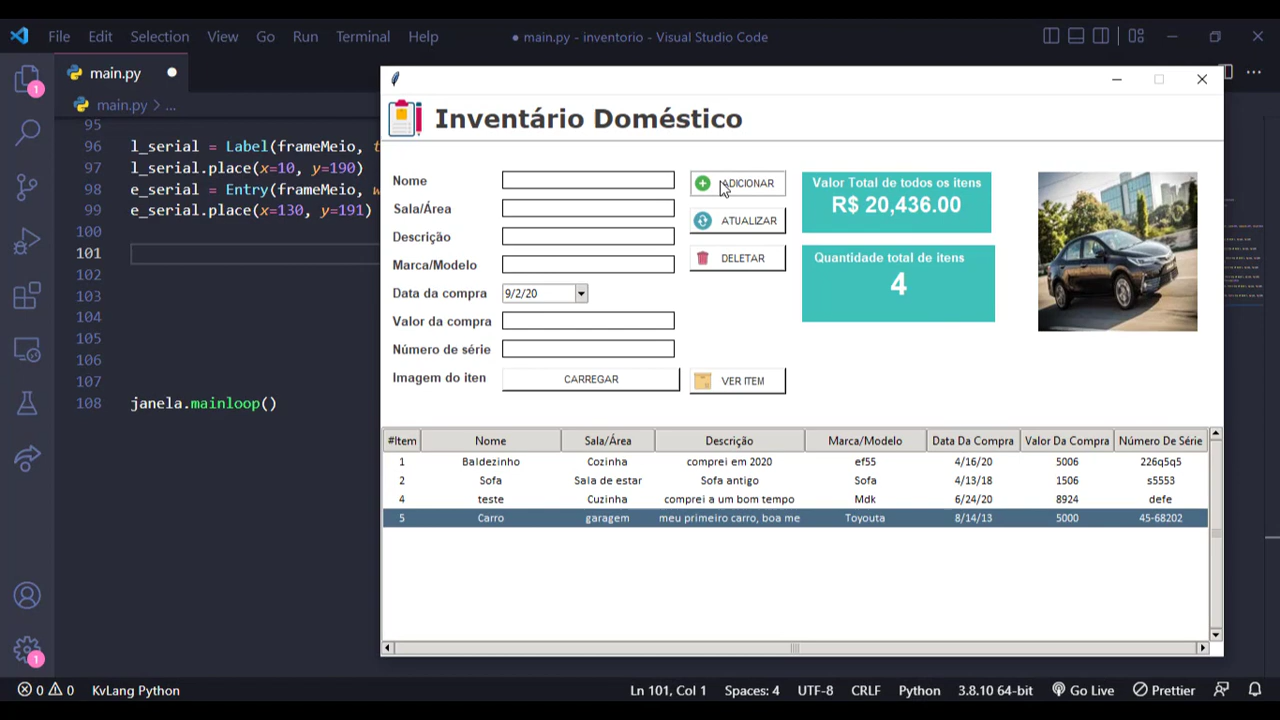 File Edit Selection View Go Run Terminal Help
● main.py - inventorio - Visual Studio Code
main.py
main.py > ...
95
96 l_serial = Label(frameMeio, t
97 l_serial.place(x=10, y=190)
98 e_serial = Entry(frameMeio, w
99 e_serial.place(x=130, y=191)
100
101
102
103
104
105
106
107
108 janela.mainloop()
1
1
Inventário Doméstico
Nome
Sala/Área
Descrição
Marca/Modelo
Data da compra 9/2/20
Valor da compra
Número de série
Imagem do iten CARREGAR
ADICIONAR
ATUALIZAR
DELETAR
VER ITEM
Valor Total de todos os itens
R$ 20,436.00
Quantidade total de itens
4
#Item Nome Sala/Área Descrição Marca/Modelo Data Da Compra Valor Da Compra Número De Série
1 Baldezinho Cozinha comprei em 2020 ef55 4/16/20 5006 226q5q5
2 Sofa Sala de estar Sofa antigo Sofa 4/13/18 1506 s5553
4 teste Cuzinha comprei a um bom tempo Mdk 6/24/20 8924 defe
5 Carro garagem meu primeiro carro, boa me Toyouta 8/14/13 5000 45-68202
0 0 KvLang Python Ln 101, Col 1 Spaces: 4 UTF-8 CRLF Python 3.8.10 64-bit Go Live Prettier